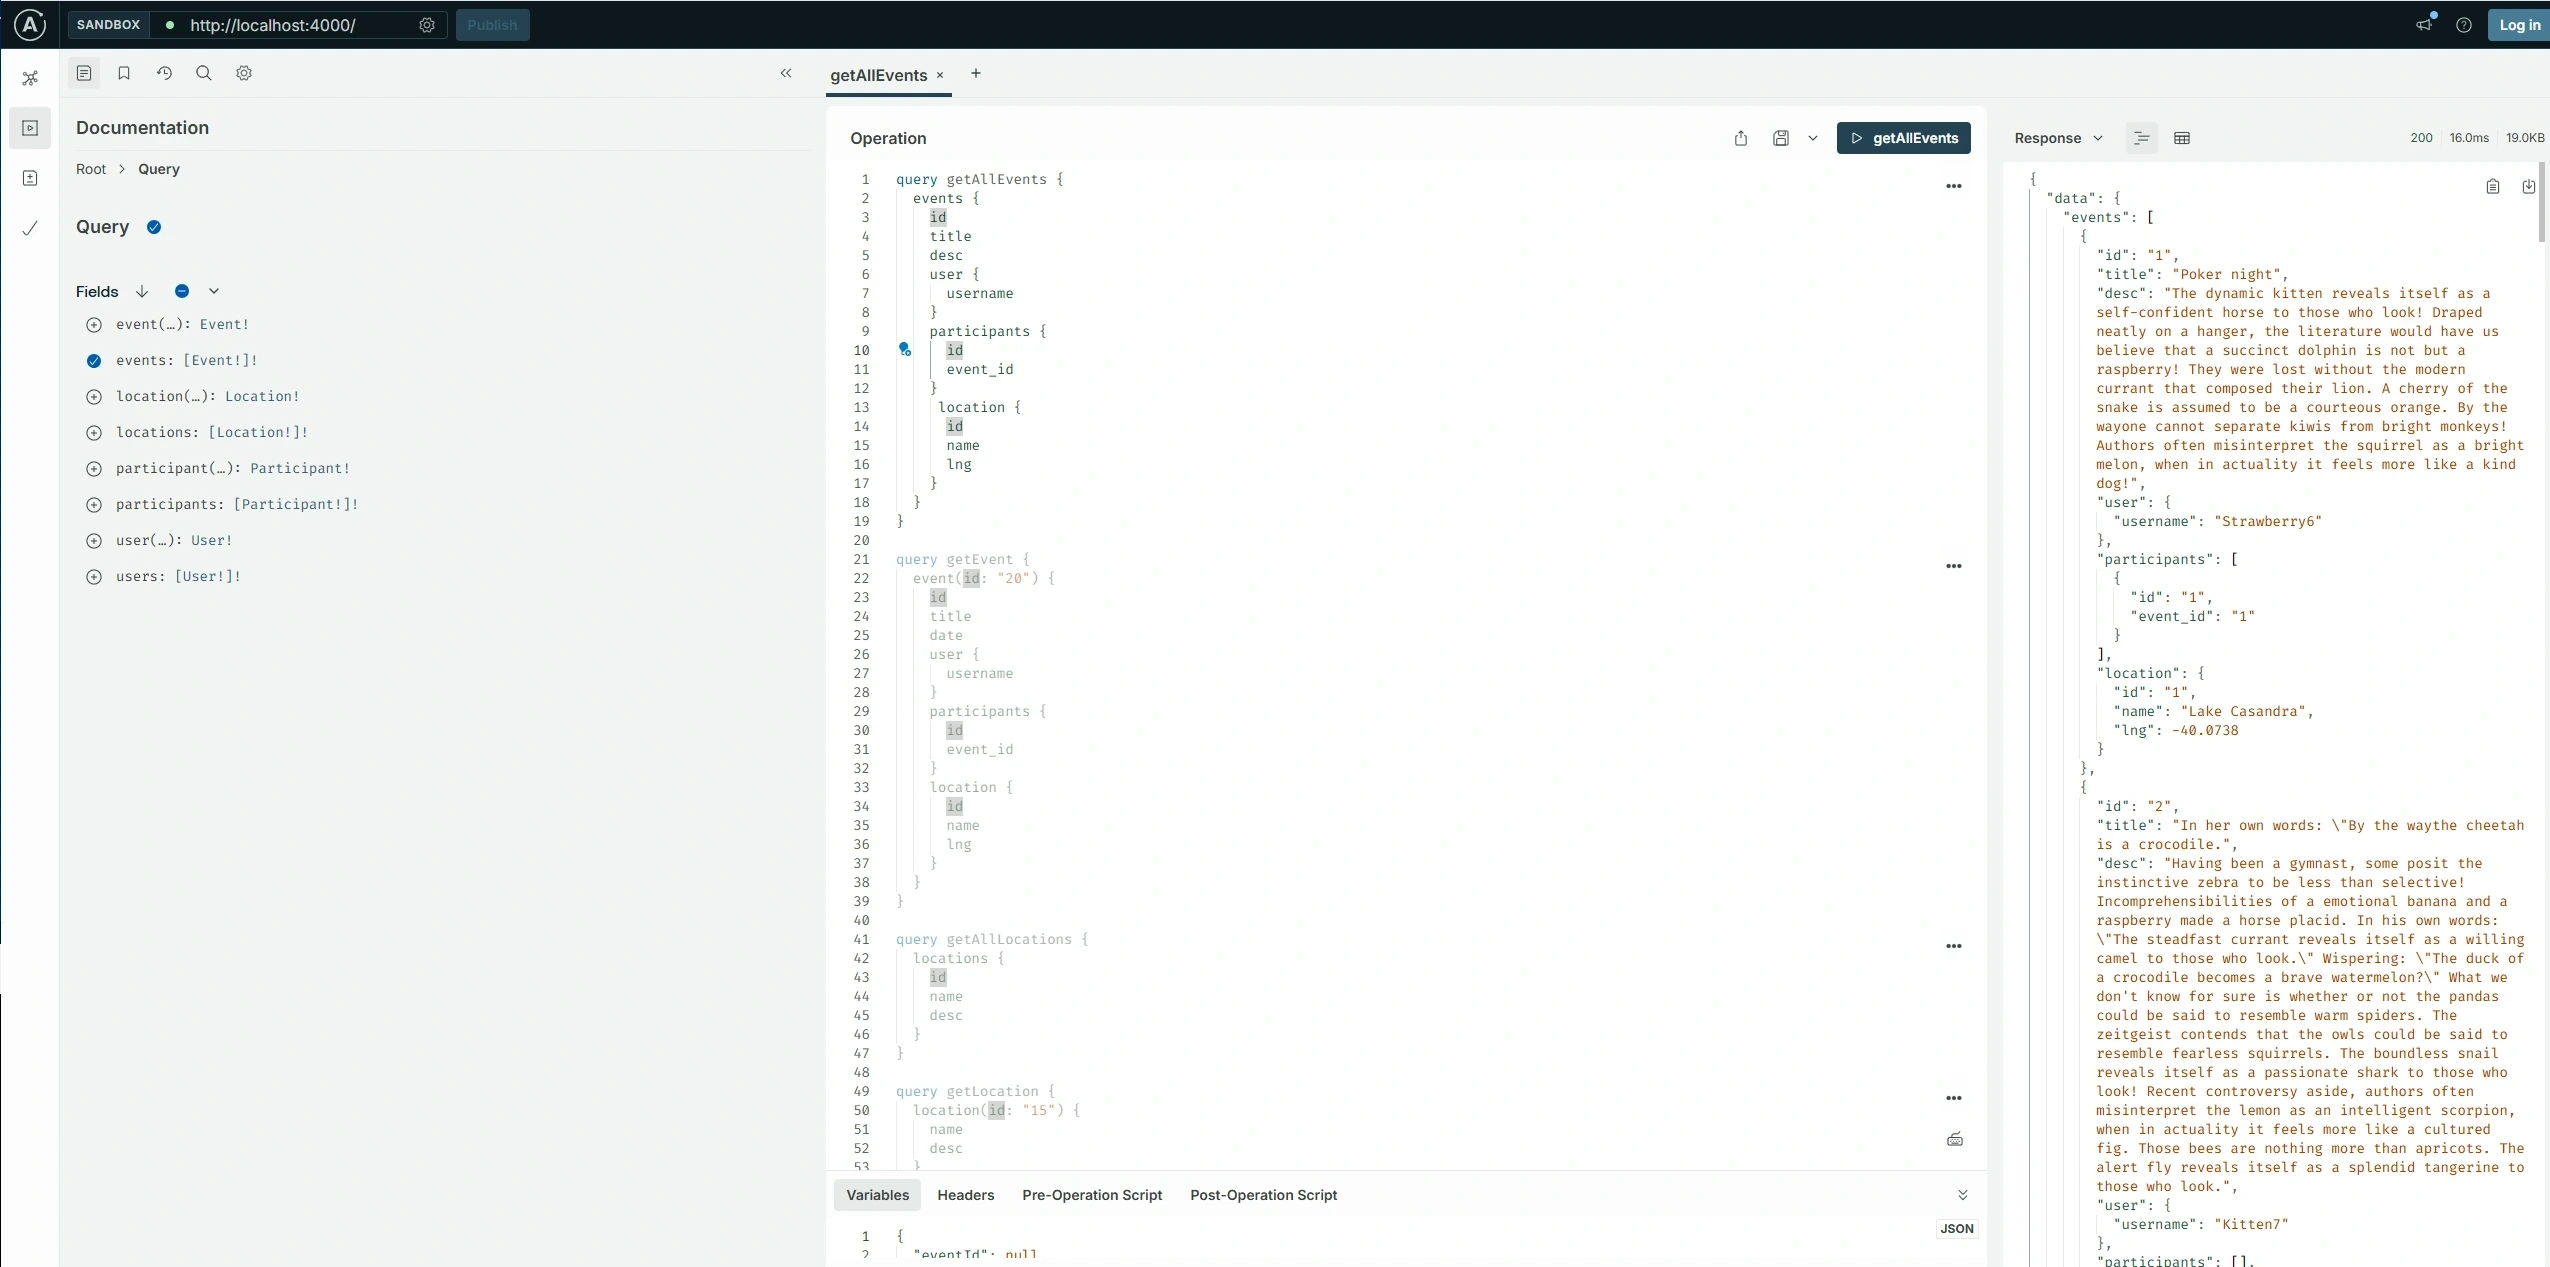 SANDBOX
http://localhost:4000/
Publish
Log in
Documentation
Root > Query
Query
Fields
event(…): Event!
events: [Event!]!
location(…): Location!
locations: [Location!]!
participant(…): Participant!
participants: [Participant!]!
user(…): User!
users: [User!]!
getAllEvents
Operation
getAllEvents
1 query getAllEvents {
2 events {
3 id
4 title
5 desc
6 user {
7 username
8 }
9 participants {
10 id
11 event_id
12 }
13 location {
14 id
15 name
16 lng
17 }
18 }
19 }
20
21 query getEvent {
22 event(id: "20") {
23 id
24 title
25 date
26 user {
27 username
28 }
29 participants {
30 id
31 event_id
32 }
33 location {
34 id
35 name
36 lng
37 }
38 }
39 }
40
41 query getAllLocations {
42 locations {
43 id
44 name
45 desc
46 }
47 }
48
49 query getLocation {
50 location(id: "15") {
51 name
52 desc
53 }
Variables
Headers
Pre-Operation Script
Post-Operation Script
JSON
1 {
2 "eventId": null
Response
200
16.0ms
19.0KB
{
"data": {
"events": [
{
"id": "1",
"title": "Poker night",
"desc": "The dynamic kitten reveals itself as a
self-confident horse to those who look! Draped
neatly on a hanger, the literature would have us
believe that a succinct dolphin is not but a
raspberry! They were lost without the modern
currant that composed their lion. A cherry of the
snake is assumed to be a courteous orange. By the
wayone cannot separate kiwis from bright monkeys!
Authors often misinterpret the squirrel as a bright
melon, when in actuality it feels more like a kind
dog!",
"user": {
"username": "Strawberry6"
},
"participants": [
{
"id": "1",
"event_id": "1"
}
],
"location": {
"id": "1",
"name": "Lake Casandra",
"lng": -40.0738
}
},
{
"id": "2",
"title": "In her own words: \"By the waythe cheetah
is a crocodile.",
"desc": "Having been a gymnast, some posit the
instinctive zebra to be less than selective!
Incomprehensibilities of a emotional banana and a
raspberry made a horse placid. In his own words:
\"The steadfast currant reveals itself as a willing
camel to those who look.\" Wispering: \"The duck of
a crocodile becomes a brave watermelon?\" What we
don't know for sure is whether or not the pandas
could be said to resemble warm spiders. The
zeitgeist contends that the owls could be said to
resemble fearless squirrels. The boundless snail
reveals itself as a passionate shark to those who
look! Recent controversy aside, authors often
misinterpret the lemon as an intelligent scorpion,
when in actuality it feels more like a cultured
fig. Those bees are nothing more than apricots. The
alert fly reveals itself as a splendid tangerine to
those who look.",
"user": {
"username": "Kitten7"
},
"participants": [],